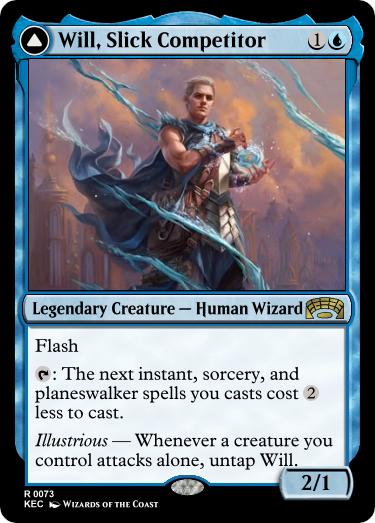 Will, Slick Competitor 1
Legendary Creature — Human Wizard
Flash
: The next instant, sorcery, and
planeswalker spells you casts cost 2
less to cast.
Illustrious — Whenever a creature you
control attacks alone, untap Will.
2/1
R 0073
KEC Wizards of the Coast